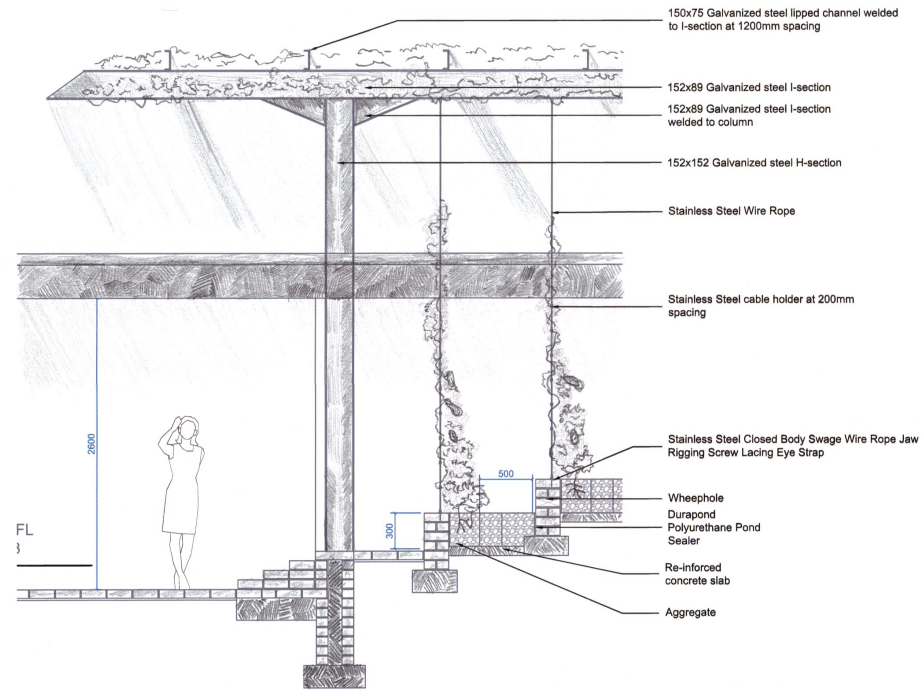 150x75 Galvanized steel lipped channel welded
to I-section at 1200mm spacing
152x89 Galvanized steel I-section
152x89 Galvanized steel I-section
welded to column
152x152 Galvanized steel H-section
Stainless Steel Wire Rope
Stainless Steel cable holder at 200mm
spacing
2600
Stainless Steel Closed Body Swage Wire Rope Jaw
Rigging Screw Lacing Eye Strap
500
Wheephole
300
Durapond
Polyurethane Pond
Sealer
FL
Re-inforced
concrete slab
Aggregate